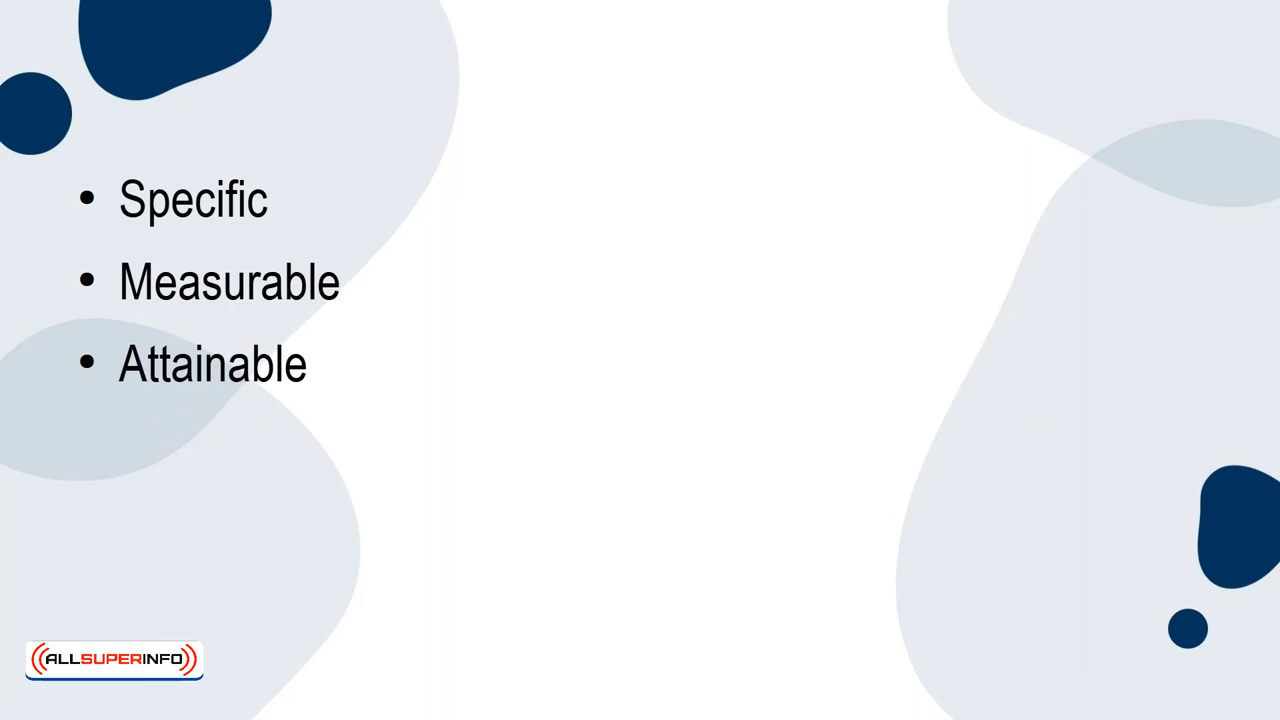 • Specific
• Measurable
• Attainable
ALLSUPERINFO